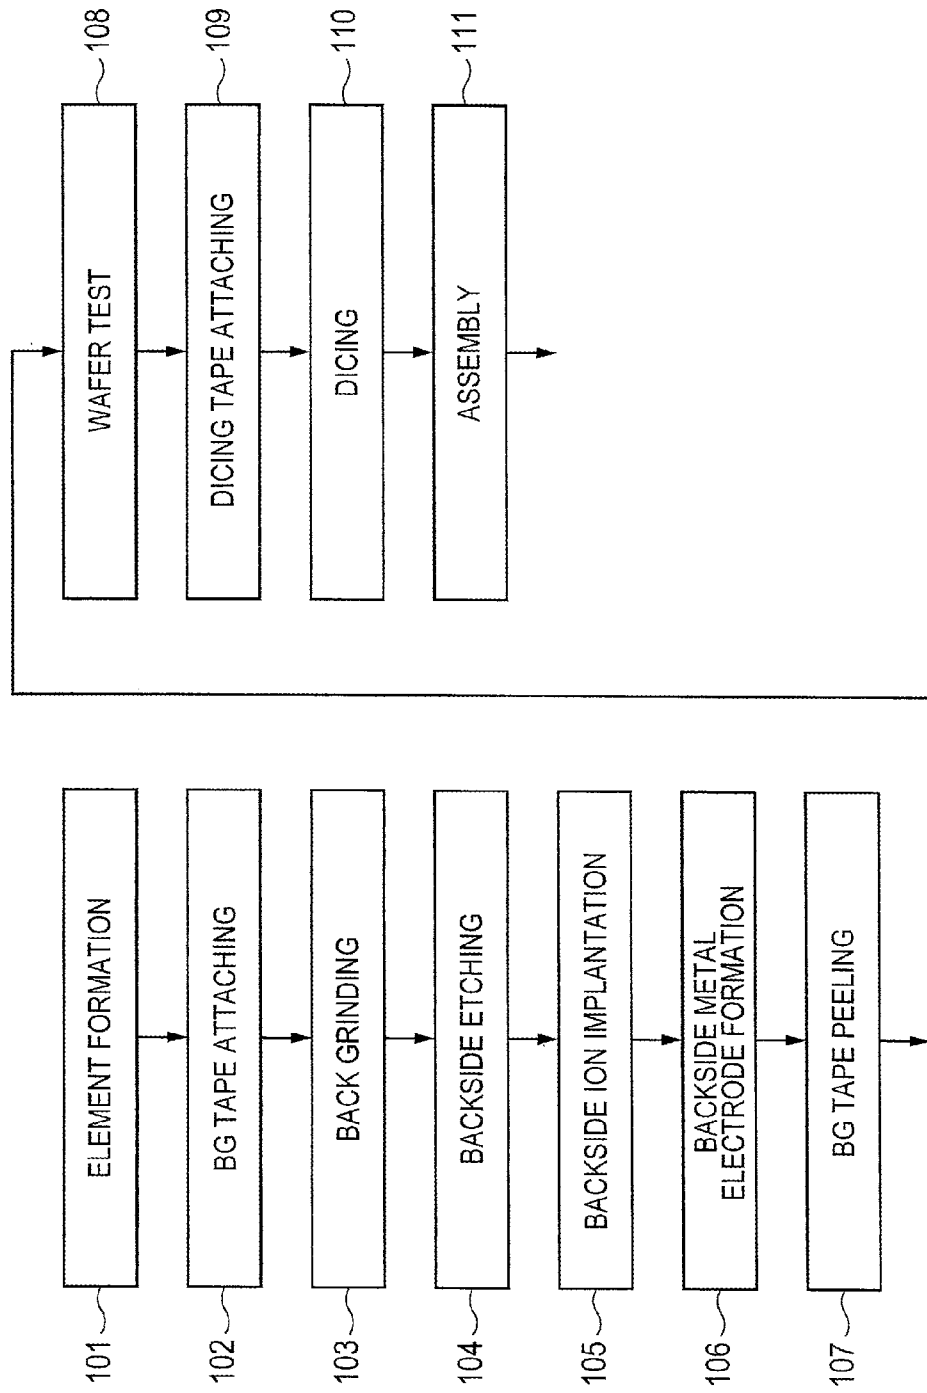 101
ELEMENT FORMATION
102
BG TAPE ATTACHING
103
BACK GRINDING
104
BACKSIDE ETCHING
105
BACKSIDE ION IMPLANTATION
106
BACKSIDE METAL
ELECTRODE FORMATION
107
BG TAPE PEELING
108
WAFER TEST
109
DICING TAPE ATTACHING
110
DICING
111
ASSEMBLY